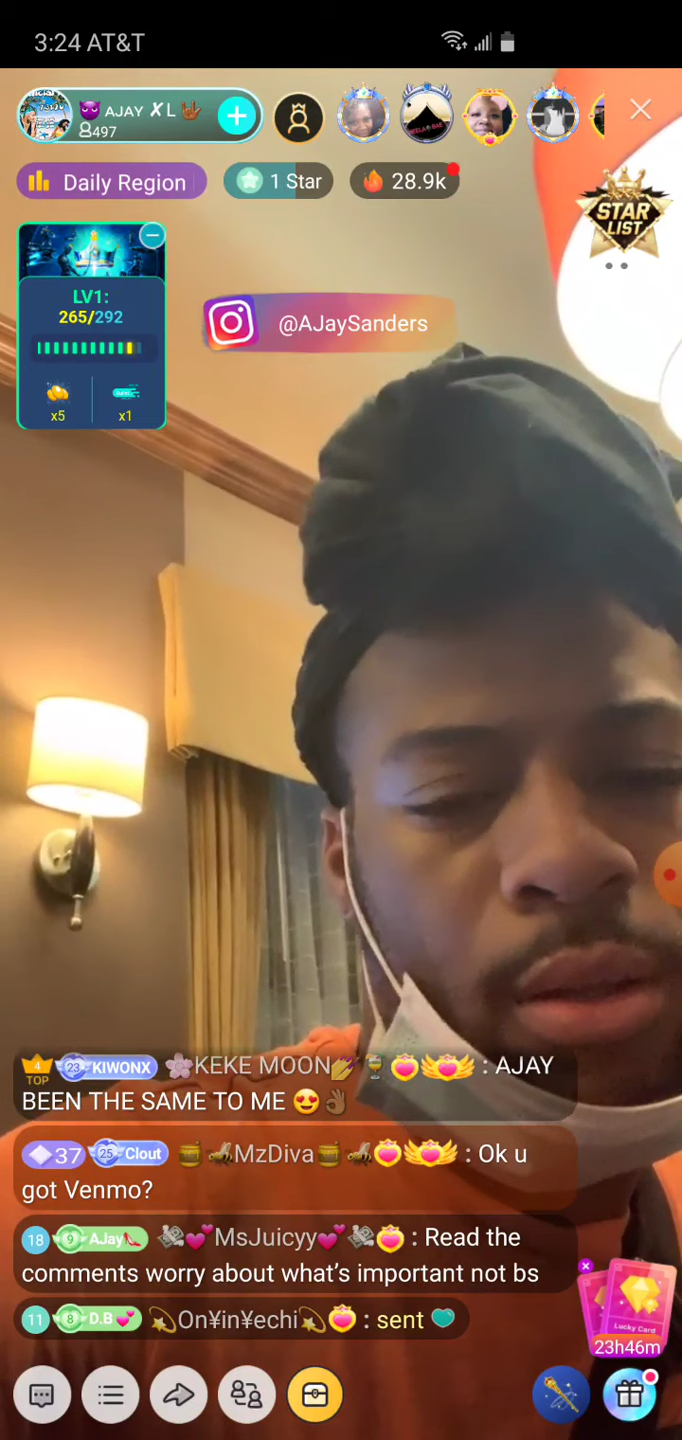 3:24 AT&T
AJAY ✗L
497
Daily Region
1 Star
28.9k
STAR
LIST
LV1:
265/292
x5
x1
@AJaySanders
4
TOP
23 KIWONX KEKE MOON : AJAY
BEEN THE SAME TO ME
37 25 Clout MzDiva : Ok u
got Venmo?
18 9 AJay MsJuicyy : Read the
comments worry about what's important not bs
11 8 D.B On¥in¥echi : sent
Lucky Card
23h46m